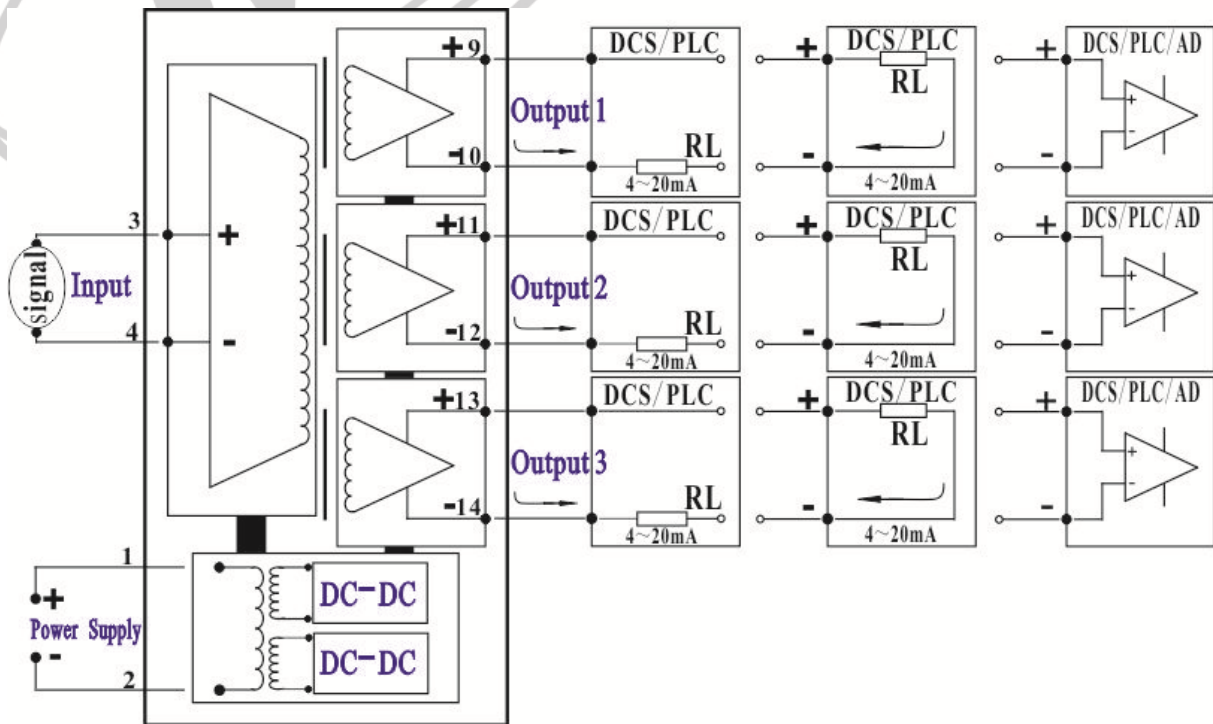 +9
DCS/PLC
+
DCS/PLC
RL
+
DCS/PLC/AD
+
-
Output 1
-10
RL
4~20mA
-
4~20mA
-
3
+
signal
Input
4
-
+11
DCS/PLC
+
DCS/PLC
RL
+
DCS/PLC/AD
+
-
Output 2
-12
RL
4~20mA
-
4~20mA
-
+13
DCS/PLC
+
DCS/PLC
RL
+
DCS/PLC/AD
+
-
Output 3
-14
RL
4~20mA
-
4~20mA
-
1
+
Power Supply
-
2
DC-DC
DC-DC